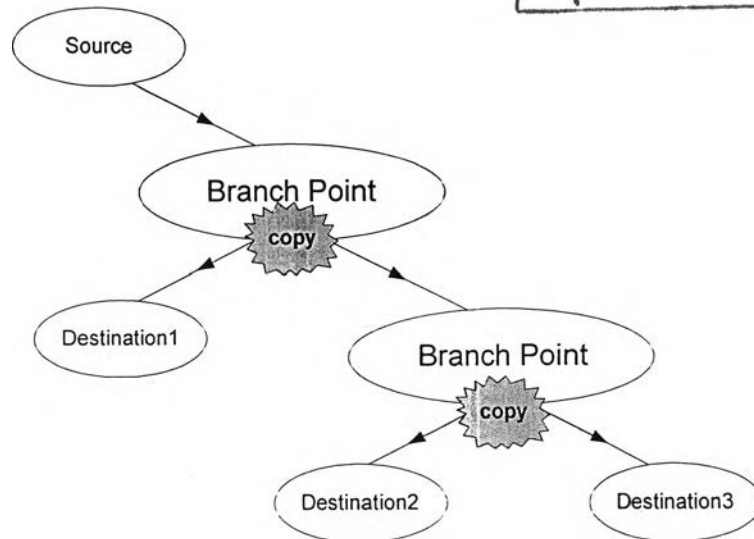 Source
Branch Point
copy
Destination1
Branch Point
copy
Destination2
Destination3